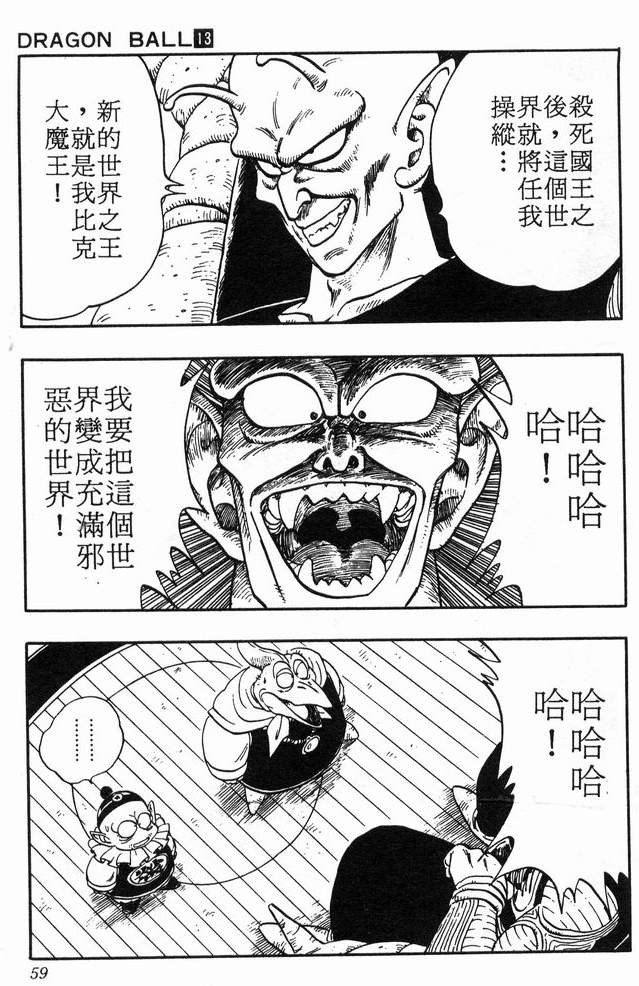 DRAGON BALL 13
殺死國王之
後，這個世
界就將任我
操縱…
新的世界之王
，就是我比克
大魔王！
哈哈哈
哈！
我要把這個世
界變成充滿邪
惡的世界！
哈哈哈
哈！
……
……
59